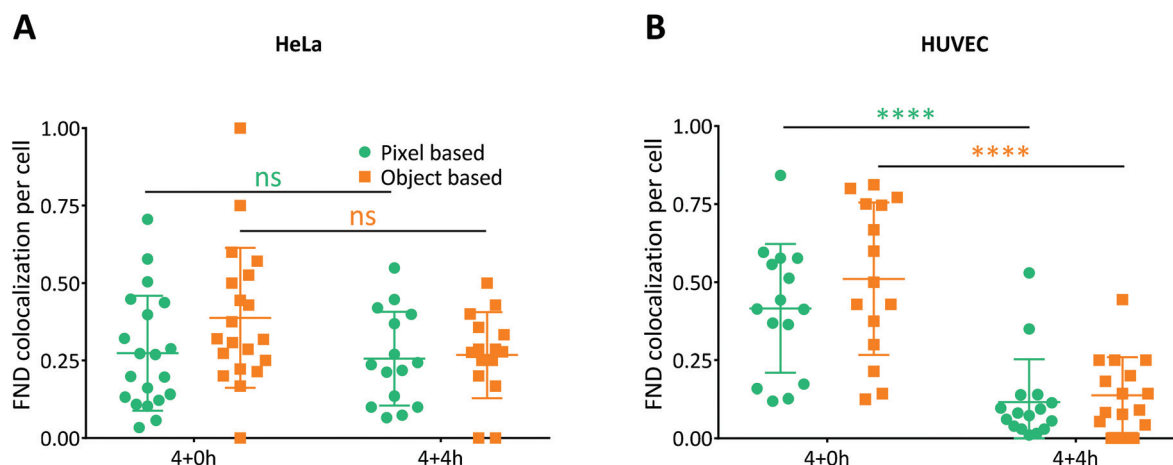 A
HeLa
FND colocalization per cell
1.00
0.75
0.50
0.25
0.00
Pixel based
Object based
ns
ns
4+0h
4+4h
B
HUVEC
FND colocalization per cell
1.00
0.75
0.50
0.25
0.00
****
****
4+0h
4+4h